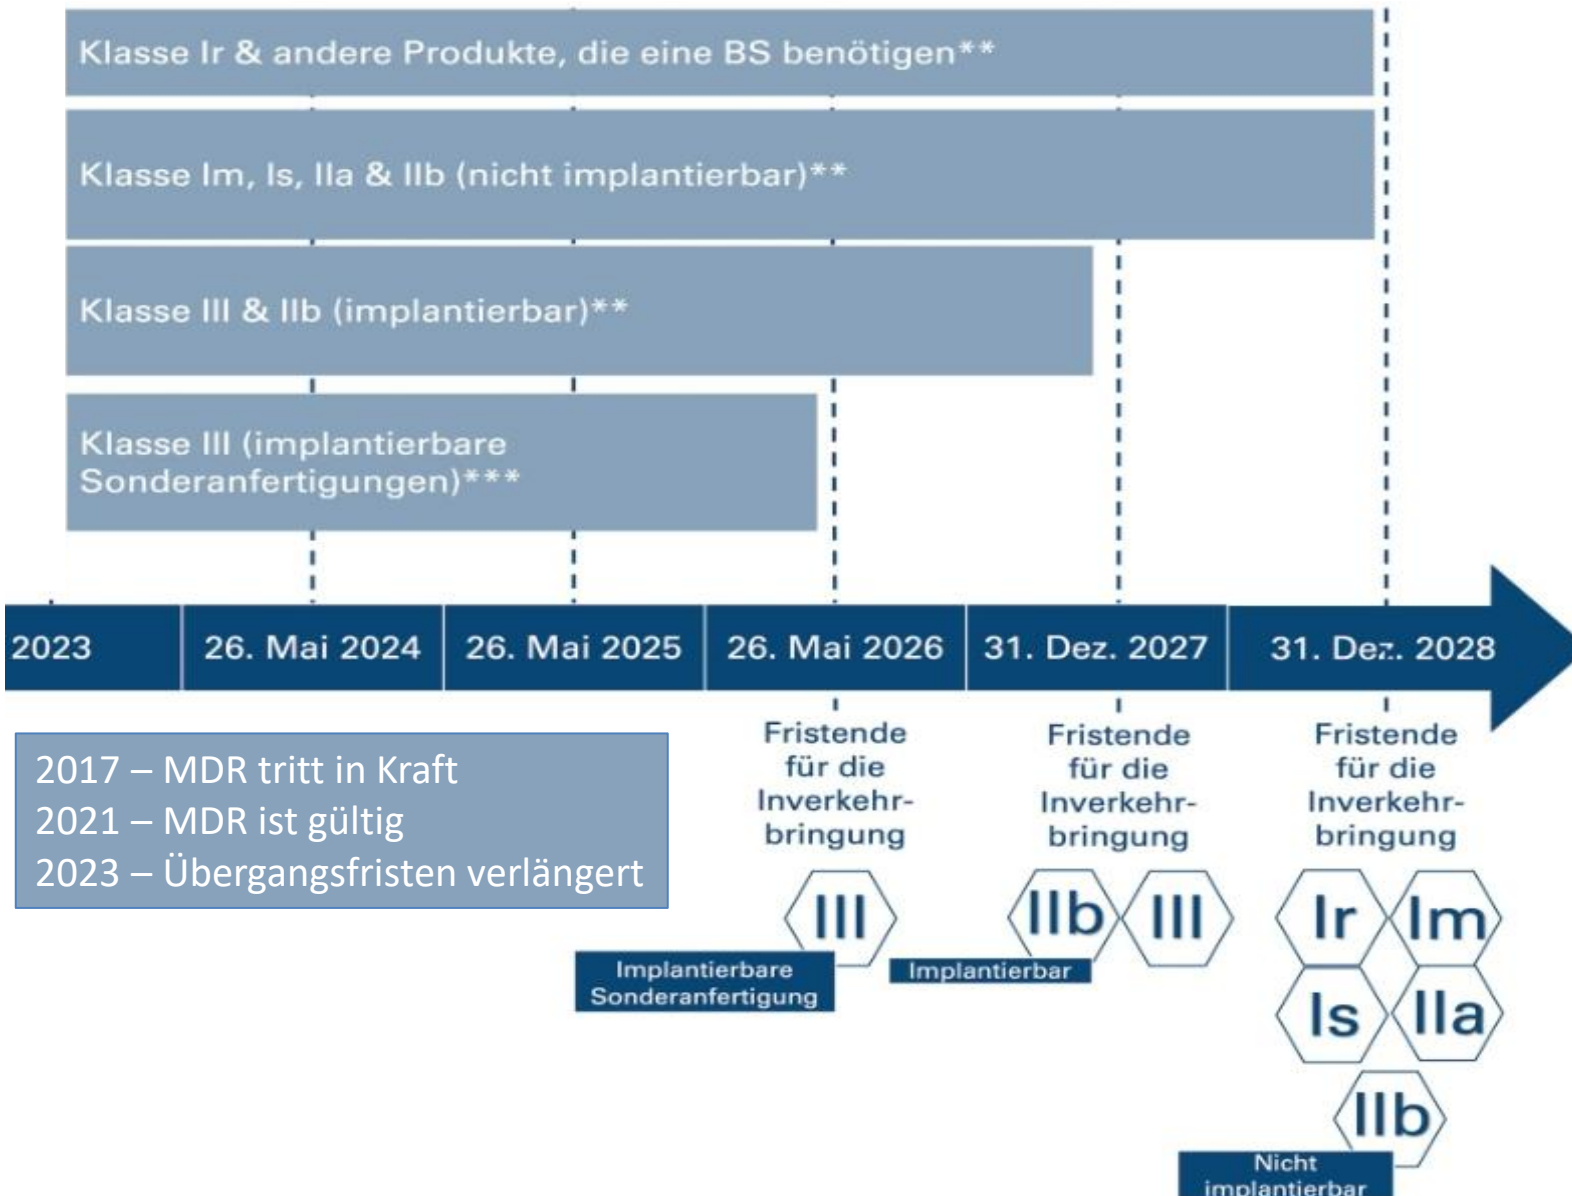 Klasse Ir & andere Produkte, die eine BS benötigen**
Klasse Im, Is, IIa & IIb (nicht implantierbar)**
Klasse III & IIb (implantierbar)**
Klasse III (implantierbare
Sonderanfertigungen)***
2023
26. Mai 2024
26. Mai 2025
26. Mai 2026
31. Dez. 2027
31. Dez. 2028
2017 – MDR tritt in Kraft
2021 – MDR ist gültig
2023 – Übergangsfristen verlängert
Fristende
für die
Inverkehr-
bringung
III
Implantierbare
Sonderanfertigung
Fristende
für die
Inverkehr-
bringung
IIb
III
Implantierbar
Fristende
für die
Inverkehr-
bringung
Ir
Im
Is
IIa
IIb
Nicht
implantierbar